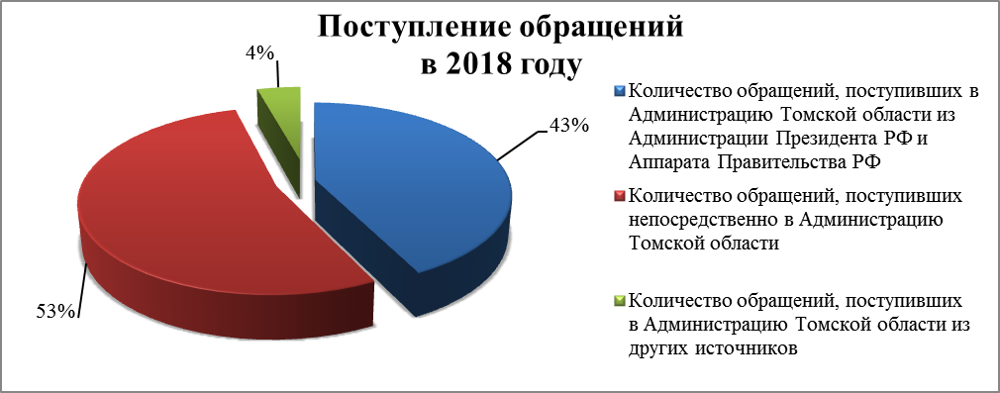 Поступление обращений
в 2018 году
4%
43%
53%
Количество обращений, поступивших в
Администрацию Томской области из
Администрации Президента РФ и
Аппарата Правительства РФ
Количество обращений, поступивших
непосредственно в Администрацию
Томской области
Количество обращений, поступивших
в Администрацию Томской области из
других источников